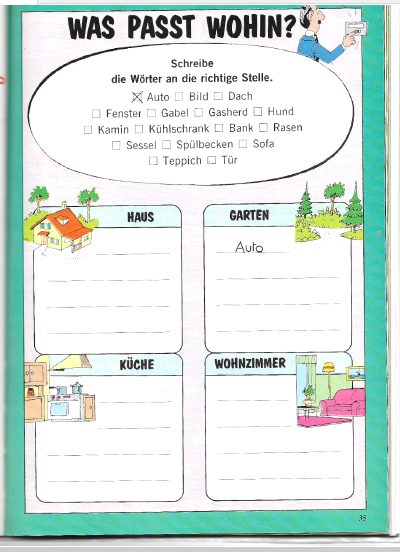 WAS PASST WOHIN?
Schreibe
die Wörter an die richtige Stelle.
Auto Bild Dach
Fenster Gabel Gasherd Hund
Kamin Kühlschrank Bank Rasen
Sessel Spülbecken Sofa
Teppich Tür
HAUS
GARTEN
Auto
KÜCHE
WOHNZIMMER
35